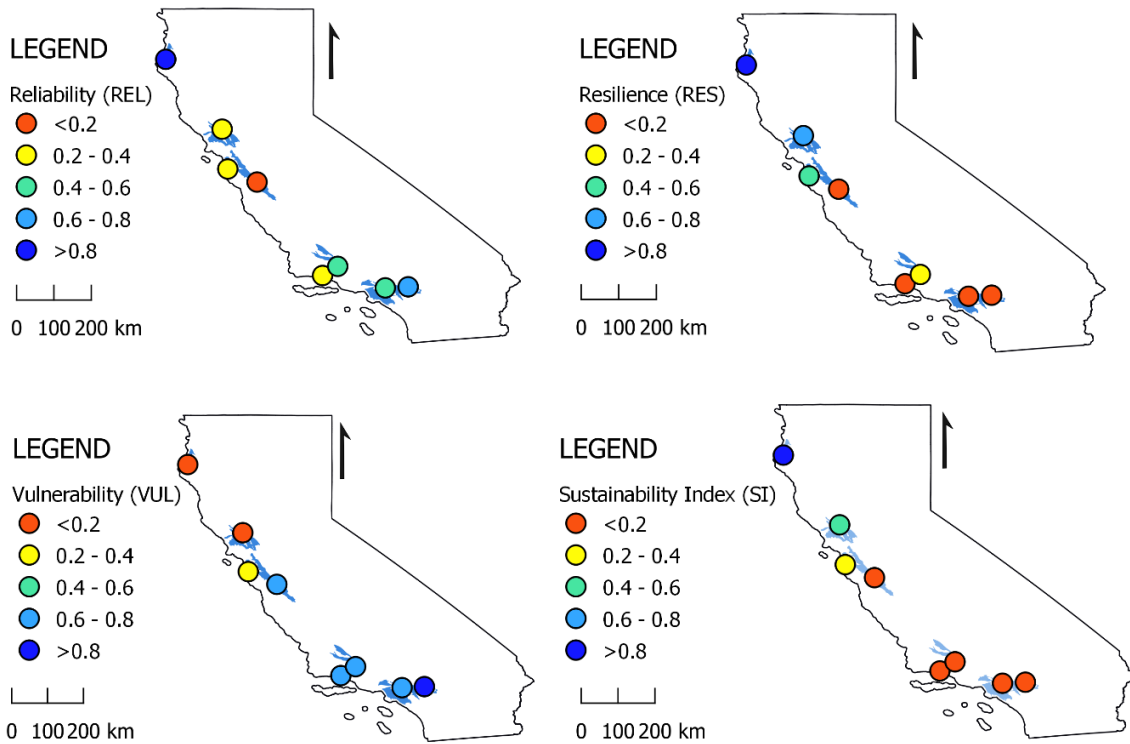 LEGEND
Reliability (REL)
<0.2
0.2 - 0.4
0.4 - 0.6
0.6 - 0.8
>0.8
0 100 200 km
LEGEND
Resilience (RES)
<0.2
0.2 - 0.4
0.4 - 0.6
0.6 - 0.8
>0.8
0 100 200 km
LEGEND
Vulnerability (VUL)
<0.2
0.2 - 0.4
0.4 - 0.6
0.6 - 0.8
>0.8
0 100 200 km
LEGEND
Sustainability Index (SI)
<0.2
0.2 - 0.4
0.4 - 0.6
0.6 - 0.8
>0.8
0 100 200 km